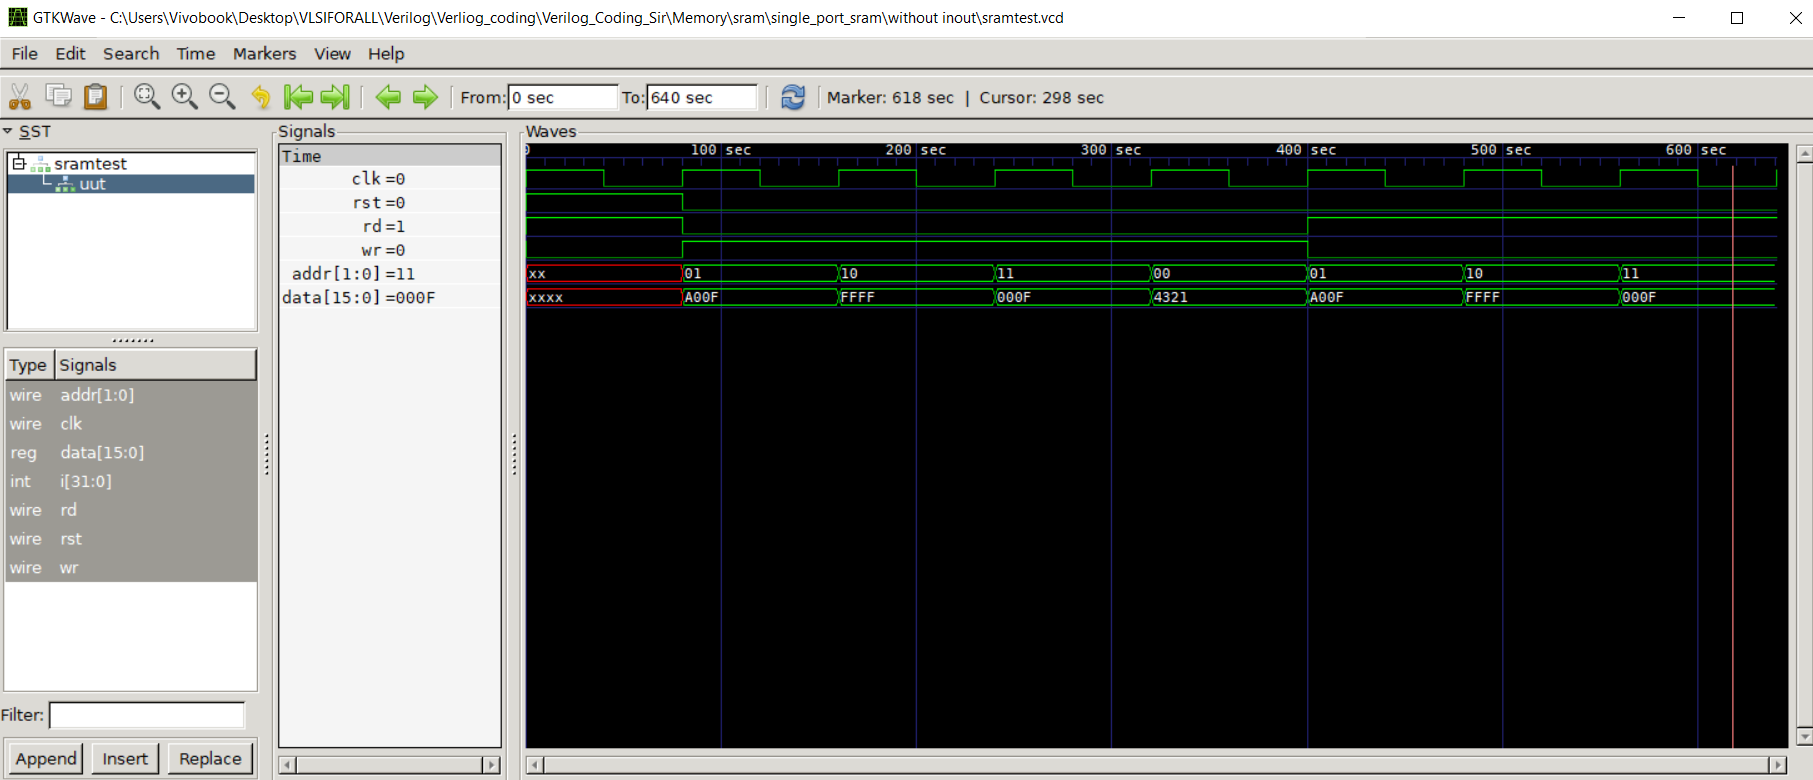 GTKWave - C:\Users\Vivobook\Desktop\VLSIFORALL\Verilog\Verliog_coding\Verilog_Coding_Sir\Memory\sram\single_port_sram\without inout\sramtest.vcd
File Edit Search Time Markers View Help
From: 0 sec To: 640 sec Marker: 618 sec | Cursor: 298 sec
SST
sramtest
uut
Type Signals
wire addr[1:0]
wire clk
reg data[15:0]
int i[31:0]
wire rd
wire rst
wire wr
Filter:
Append Insert Replace
Signals
Time
clk =0
rst =0
rd =1
wr =0
addr[1:0] =11
data[15:0] =000F
Waves
0 100 sec 200 sec 300 sec 400 sec 500 sec 600 sec
xx 01 10 11 00 01 10 11
xxxx A00F FFFF 000F 4321 A00F FFFF 000F